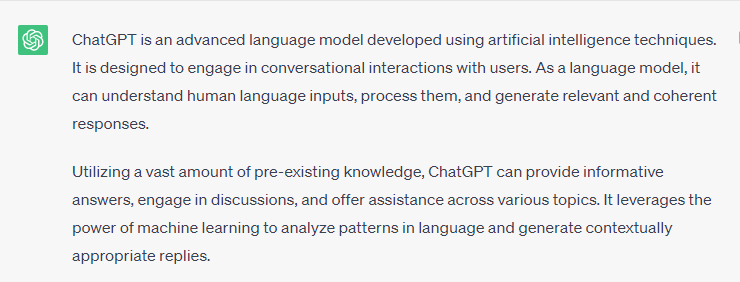 ChatGPT is an advanced language model developed using artificial intelligence techniques.
It is designed to engage in conversational interactions with users. As a language model, it
can understand human language inputs, process them, and generate relevant and coherent
responses.
Utilizing a vast amount of pre-existing knowledge, ChatGPT can provide informative
answers, engage in discussions, and offer assistance across various topics. It leverages the
power of machine learning to analyze patterns in language and generate contextually
appropriate replies.